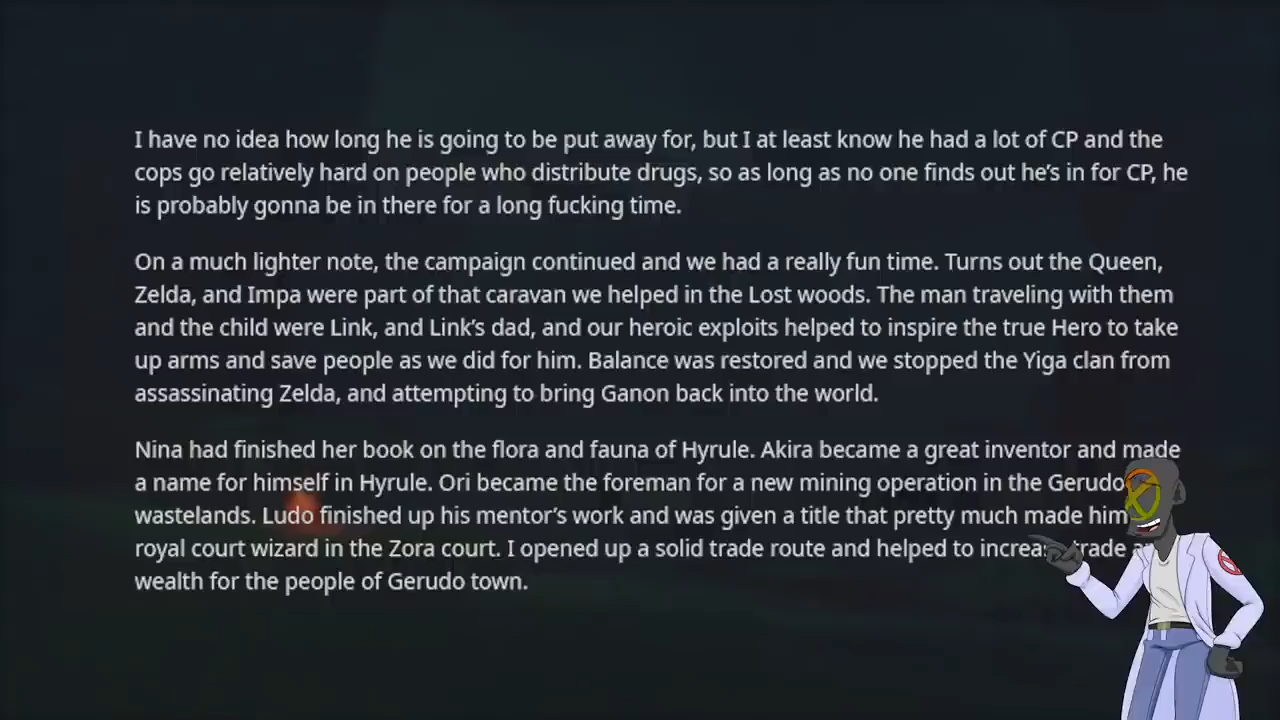 I have no idea how long he is going to be put away for, but I at least know he had a lot of CP and the
cops go relatively hard on people who distribute drugs, so as long as no one finds out he's in for CP, he
is probably gonna be in there for a long fucking time.
On a much lighter note, the campaign continued and we had a really fun time. Turns out the Queen,
Zelda, and Impa were part of that caravan we helped in the Lost woods. The man traveling with them
and the child were Link, and Link's dad, and our heroic exploits helped to inspire the true Hero to take
up arms and save people as we did for him. Balance was restored and we stopped the Yiga clan from
assassinating Zelda, and attempting to bring Ganon back into the world.
Nina had finished her book on the flora and fauna of Hyrule. Akira became a great inventor and made
a name for himself in Hyrule. Ori became the foreman for a new mining operation in the Gerudo
wastelands. Ludo finished up his mentor's work and was given a title that pretty much made him
royal court wizard in the Zora court. I opened up a solid trade route and helped to trade
wealth for the people of Gerudo town.